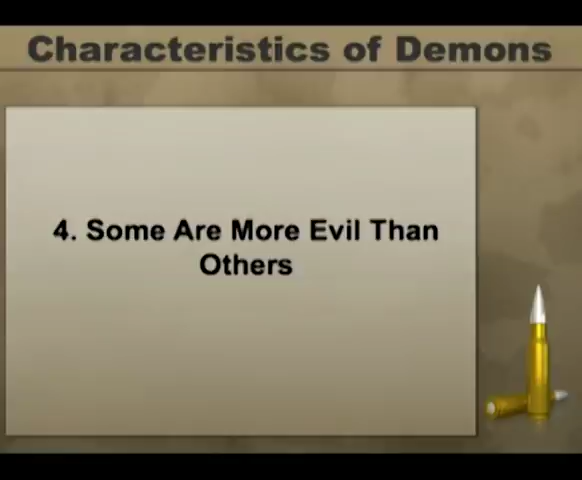 Characteristics of Demons
4. Some Are More Evil Than
Others